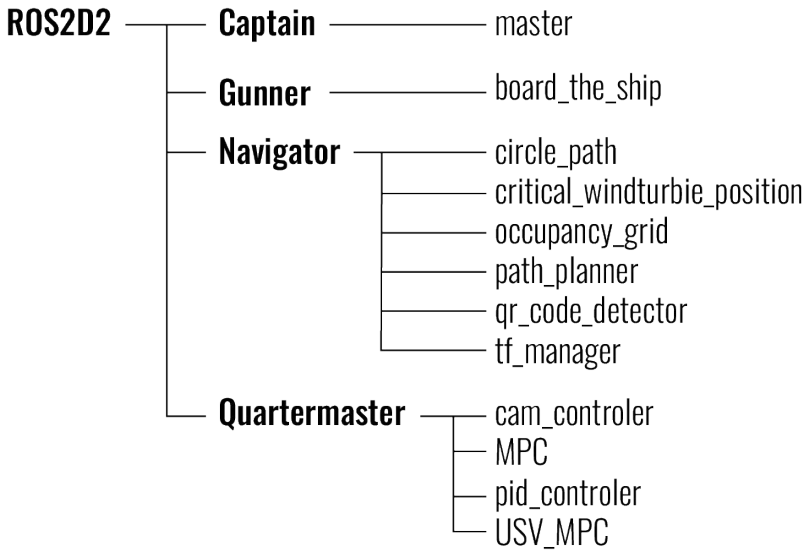 ROS2D2 Captain master
Gunner board_the_ship
Navigator circle_path
critical_windturbie_position
occupancy_grid
path_planner
qr_code_detector
tf_manager
Quartermaster cam_controler
MPC
pid_controler
USV_MPC